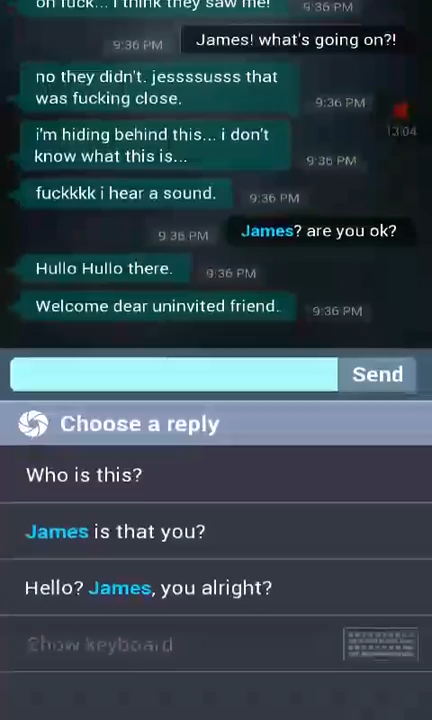 oh fuck... i think they saw me!
9:36 PM
9:36 PM
James! what's going on?!
no they didn't. jessssusss that
was fucking close.
9:36 PM
13:04
i'm hiding behind this... i don't
know what this is...
9:36 PM
fuckkkk i hear a sound.
9:36 PM
9:36 PM
James? are you ok?
Hullo Hullo there.
9:36 PM
Welcome dear uninvited friend.
9:36 PM
Send
Choose a reply
Who is this?
James is that you?
Hello? James, you alright?
Show keyboard